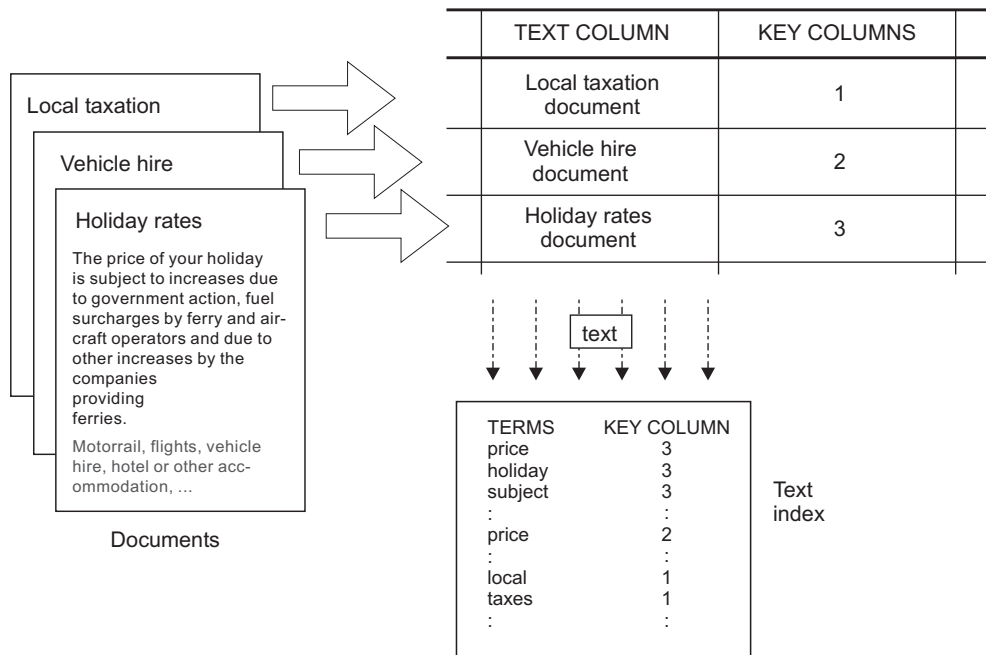 Local taxation
Vehicle hire
Holiday rates
The price of your holiday
is subject to increases due
to government action, fuel
surcharges by ferry and air-
craft operators and due to
other increases by the
companies
providing
ferries.
Motorrail, flights, vehicle
hire, hotel or other acc-
ommodation, ...
Documents
TEXT COLUMN KEY COLUMNS
Local taxation
document
1
Vehicle hire
document
2
Holiday rates
document
3
text
TERMS KEY COLUMN
price 3
holiday 3
subject 3
: :
price 2
: :
local 1
taxes 1
: :
Text
index